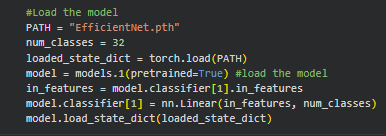 #Load the model
PATH = "EfficientNet.pth"
num_classes = 32
loaded_state_dict = torch.load(PATH)
model = models.1(pretrained=True) #load the model
in_features = model.classifier[1].in_features
model.classifier[1] = nn.Linear(in_features, num_classes)
model.load_state_dict(loaded_state_dict)